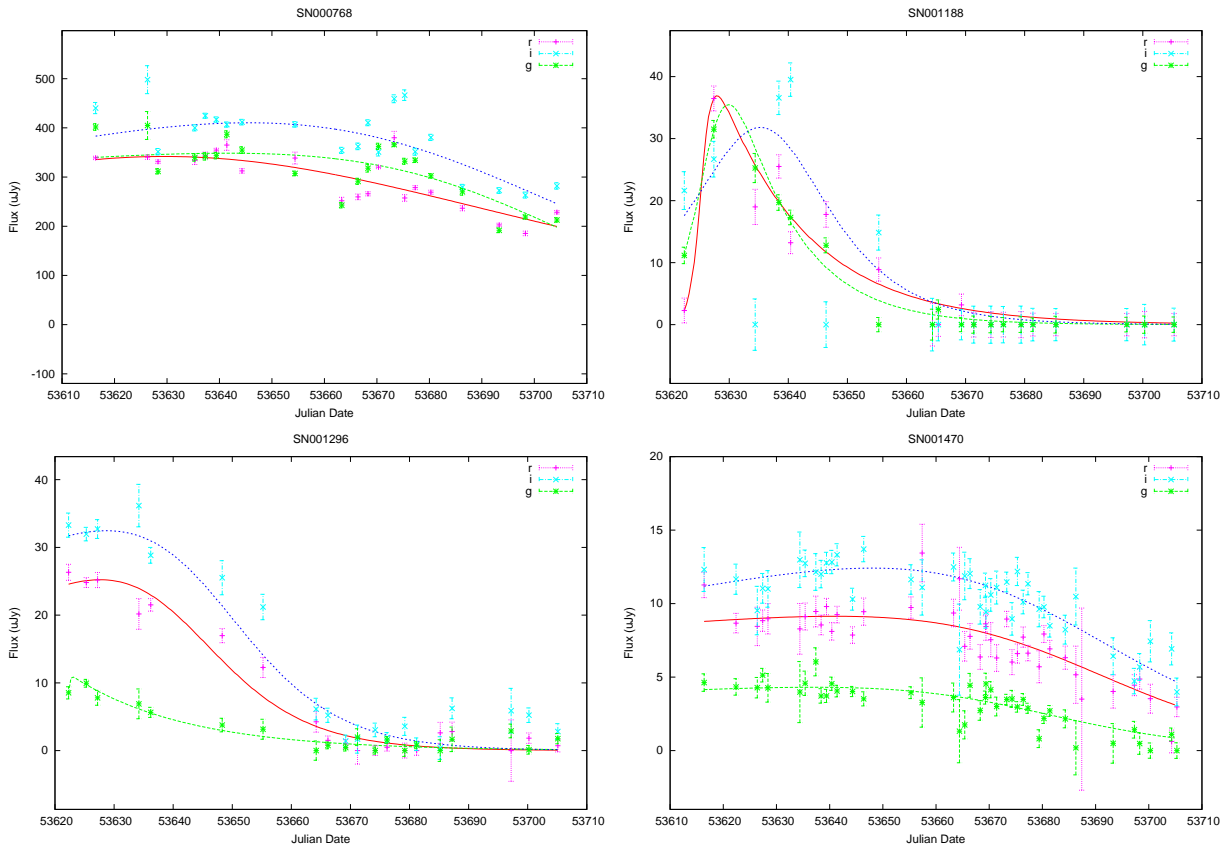 SN000768
r
i
g
500
400
300
200
100
0
-100
Flux (uJy)
53610 53620 53630 53640 53650 53660 53670 53680 53690 53700 53710
Julian Date
SN001188
r
i
g
40
30
20
10
0
Flux (uJy)
53620 53630 53640 53650 53660 53670 53680 53690 53700 53710
Julian Date
SN001296
r
i
g
40
30
20
10
0
Flux (uJy)
53620 53630 53640 53650 53660 53670 53680 53690 53700 53710
Julian Date
SN001470
r
i
g
20
15
10
5
0
Flux (uJy)
53610 53620 53630 53640 53650 53660 53670 53680 53690 53700 53710
Julian Date